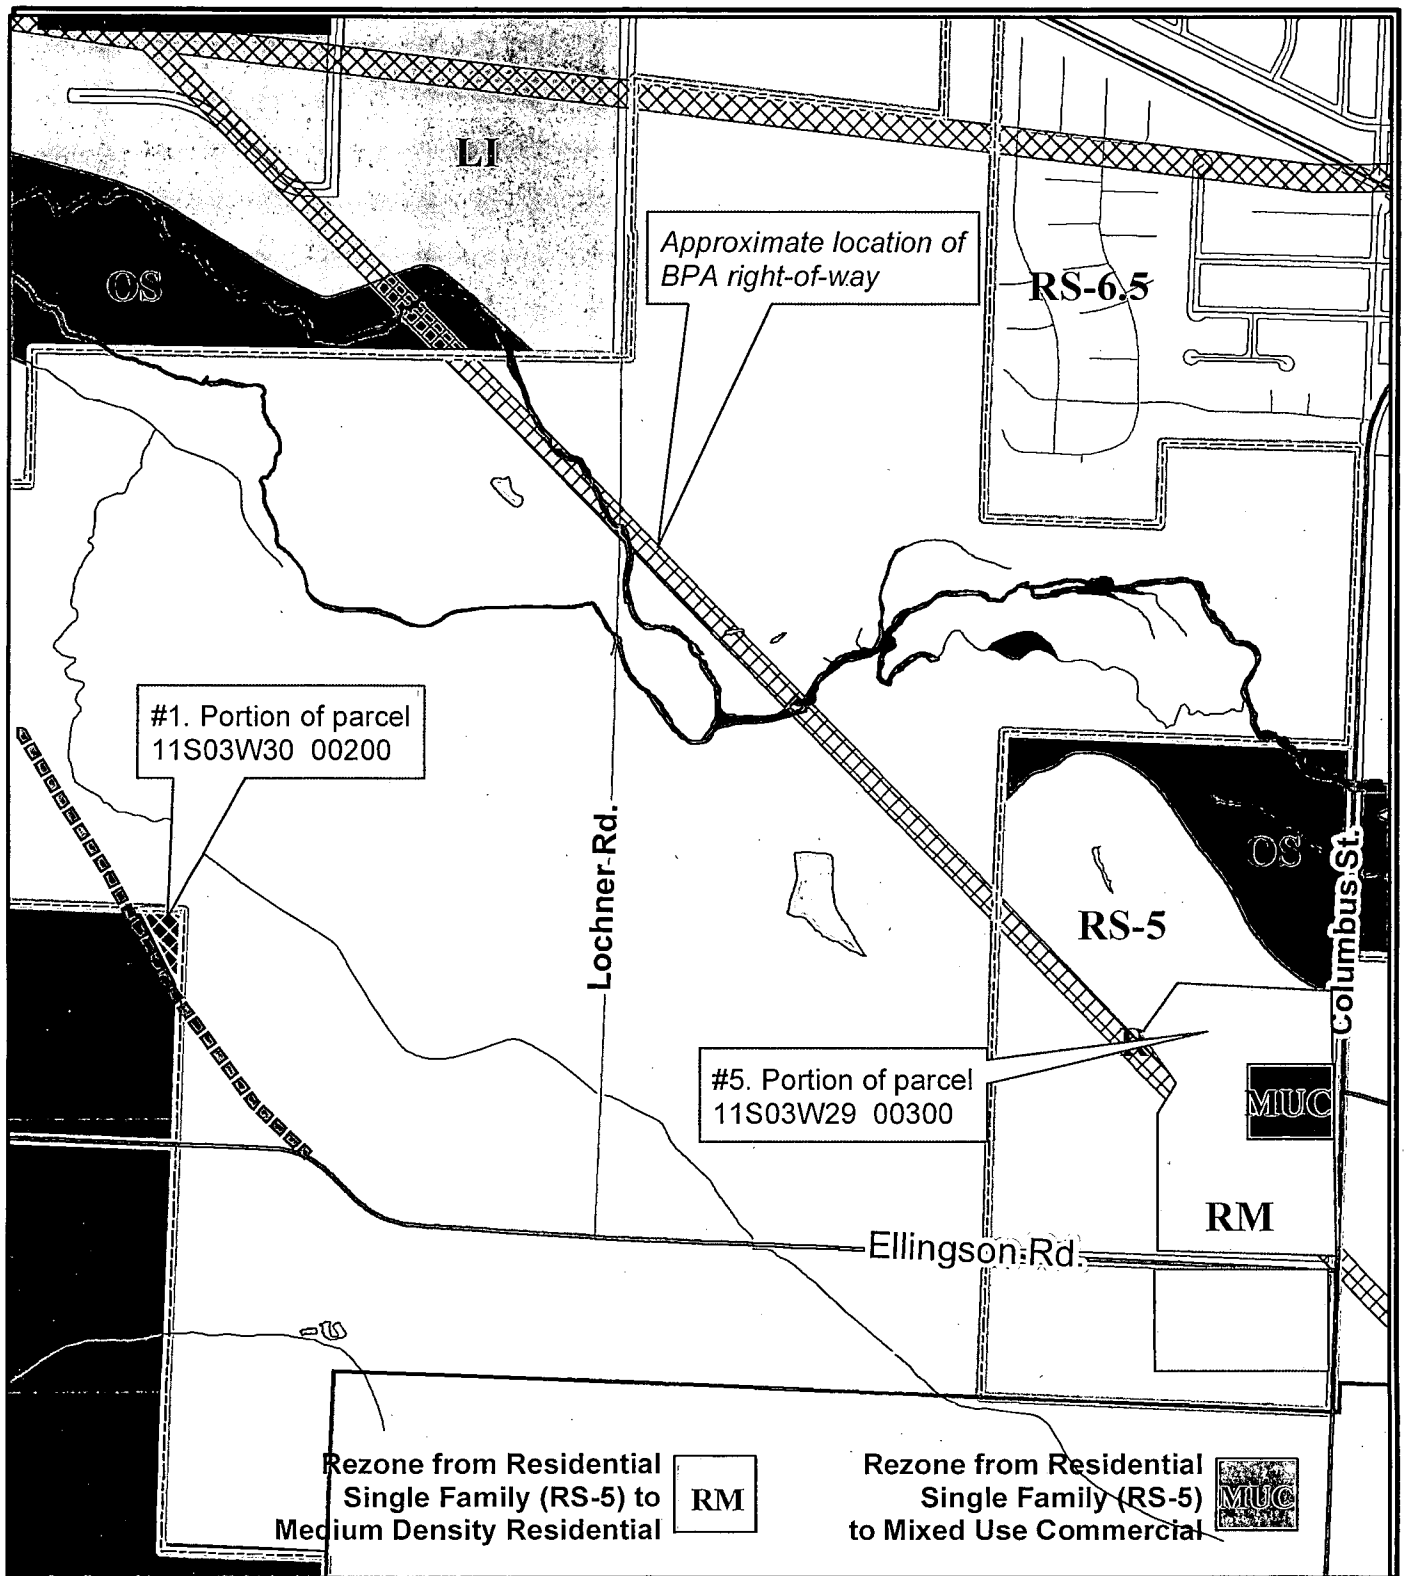 LI
Approximate location of
BPA right-of-way
OS
RS-6.5
#1. Portion of parcel
11S03W30 00200
Lochner Rd.
OS
Columbus St.
RS-5
#5. Portion of parcel
11S03W29 00300
MUC
RM
Ellingson Rd.
Rezone from Residential
Single Family (RS-5) to
Medium Density Residential
RM
Rezone from Residential
Single Family (RS-5)
to Mixed Use Commercial
MUC